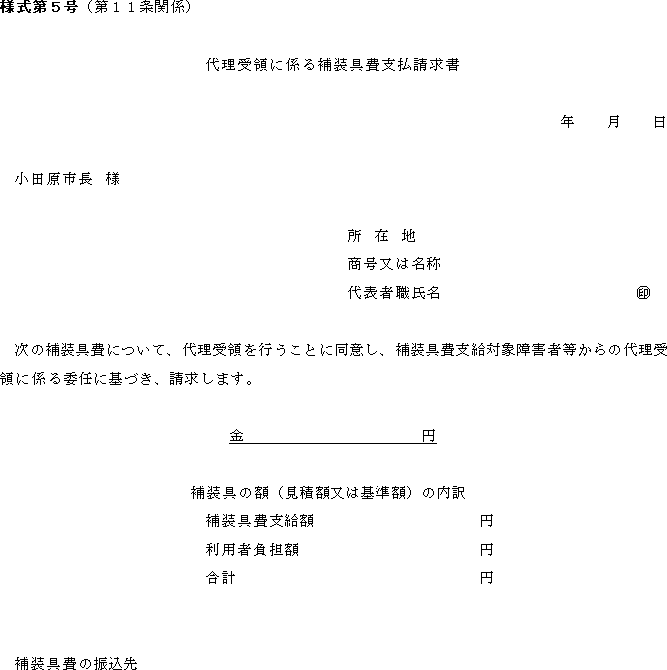 様式第５号（第１１条関係）
代理受領に係る補装具費支払請求書
年　　月　　日
小田原市長　様
所　在　地
商号又は名称
代表者職氏名　　　　　　　　　　　　　㊞
次の補装具費について、代理受領を行うことに同意し、補装具費支給対象障害者等からの代理受
領に係る委任に基づき、請求します。
金　　　　　　　　　　　　円
補装具の額（見積額又は基準額）の内訳
補装具費支給額　　　　　　　　　　　円
利用者負担額　　　　　　　　　　　　円
合計　　　　　　　　　　　　　　　　円
補装具費の振込先